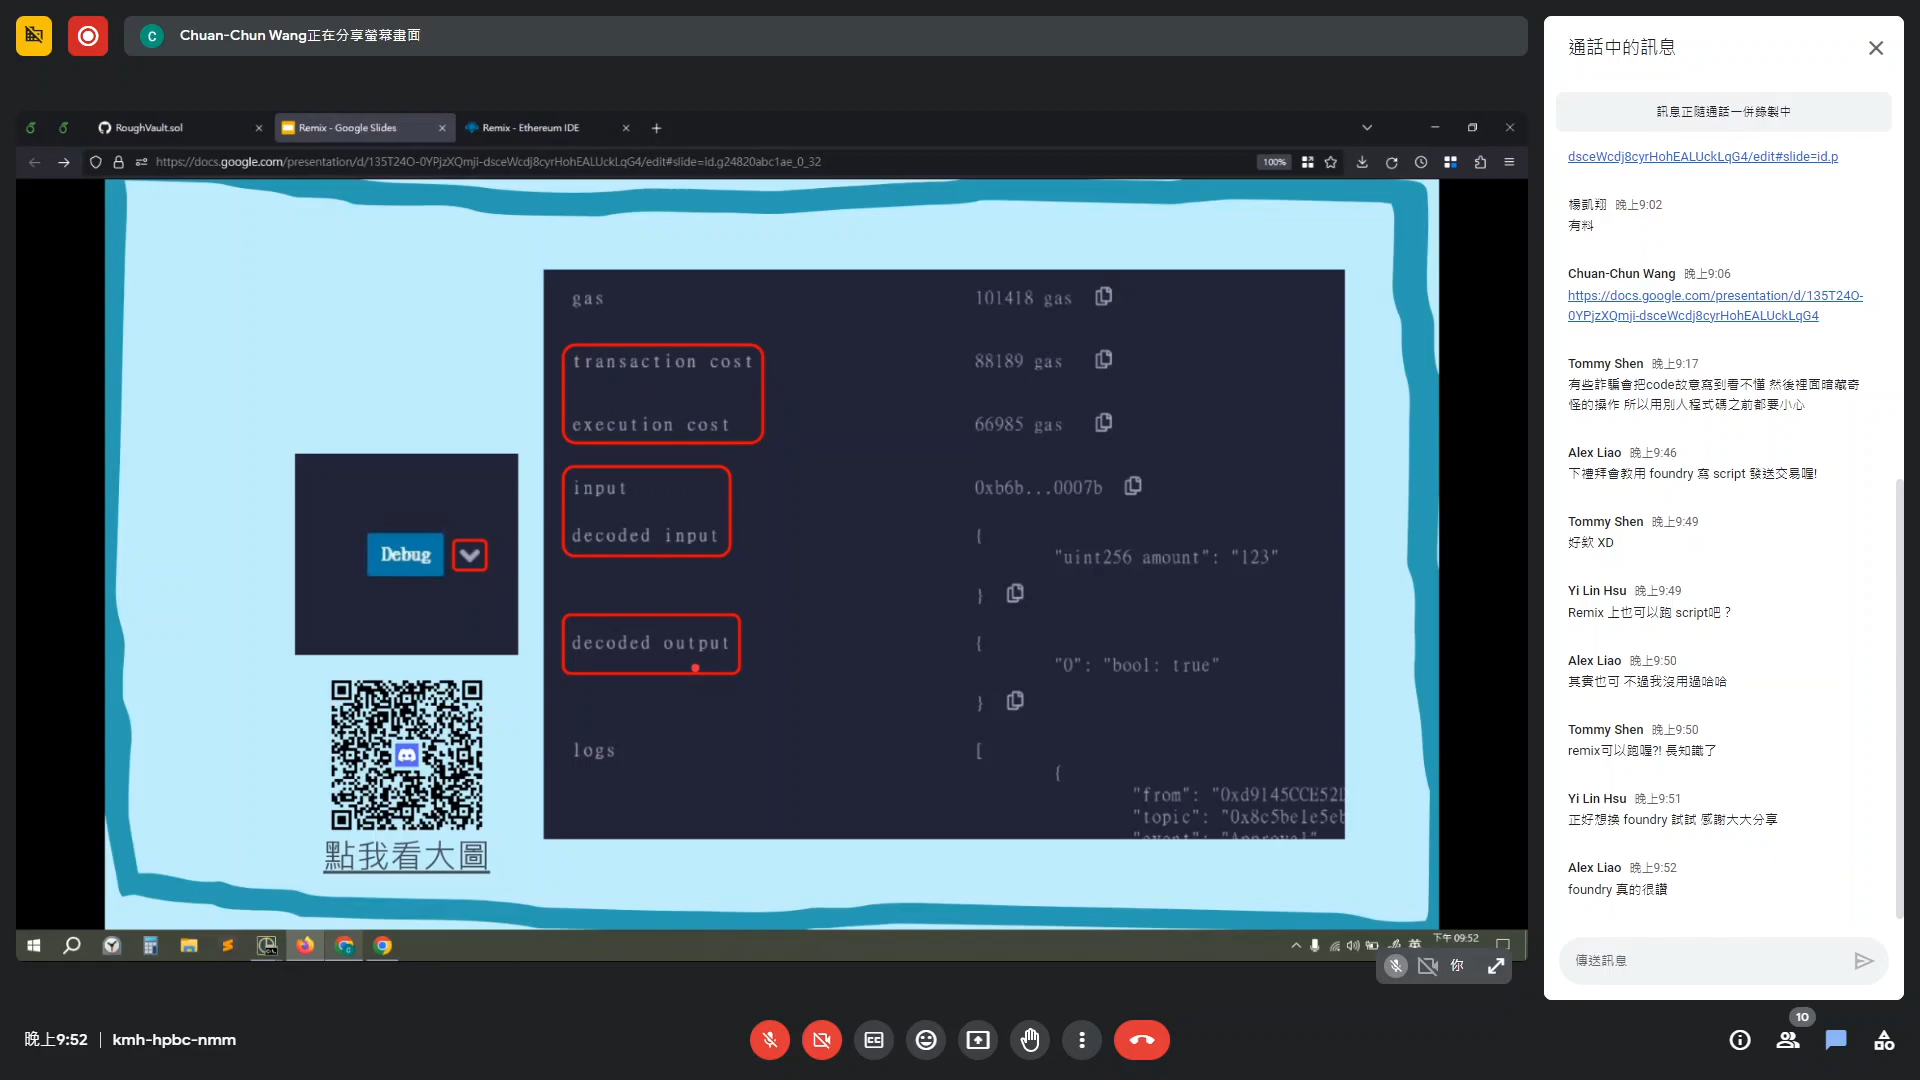 C Chuan-Chun Wang正在分享螢幕畫面
RoughVault.sol
Remix - Google Slides
Remix - Ethereum IDE
https://docs.google.com/presentation/d/135T24O-0YPjzXQmji-dsceWcdj8cyrHohEALUckLqG4/edit#slide=id.g24820abc1ae_0_32
100%
gas 101418 gas
transaction cost 88189 gas
execution cost 66985 gas
input 0xb6b...0007b
decoded input {
"uint256 amount": "123"
}
decoded output {
"0": "bool: true"
}
logs [
{
"from": "0xd9145CCE52D
"topic": "0x8c5be1e5eb
"event": "Approval"
Debug
點我看大圖
英
下午 09:52
你
晚上9:52 | kmh-hpbc-nmm
10
通話中的訊息
訊息正隨通話一併錄製中
dsceWcdj8cyrHohEALUckLqG4/edit#slide=id.p
楊凱翔 晚上9:02
有料
Chuan-Chun Wang 晚上9:06
https://docs.google.com/presentation/d/135T24O-
0YPjzXQmji-dsceWcdj8cyrHohEALUckLqG4
Tommy Shen 晚上9:17
有些詐騙會把code故意寫到看不懂 然後裡面暗藏奇
怪的操作 所以用別人程式碼之前都要小心
Alex Liao 晚上9:46
下禮拜會教用 foundry 寫 script 發送交易喔!
Tommy Shen 晚上9:49
好欸 XD
Yi Lin Hsu 晚上9:49
Remix 上也可以跑 script吧？
Alex Liao 晚上9:50
其實也可 不過我沒用過哈哈
Tommy Shen 晚上9:50
remix可以跑喔?! 長知識了
Yi Lin Hsu 晚上9:51
正好想換 foundry 試試 感謝大大分享
Alex Liao 晚上9:52
foundry 真的很讚
傳送訊息